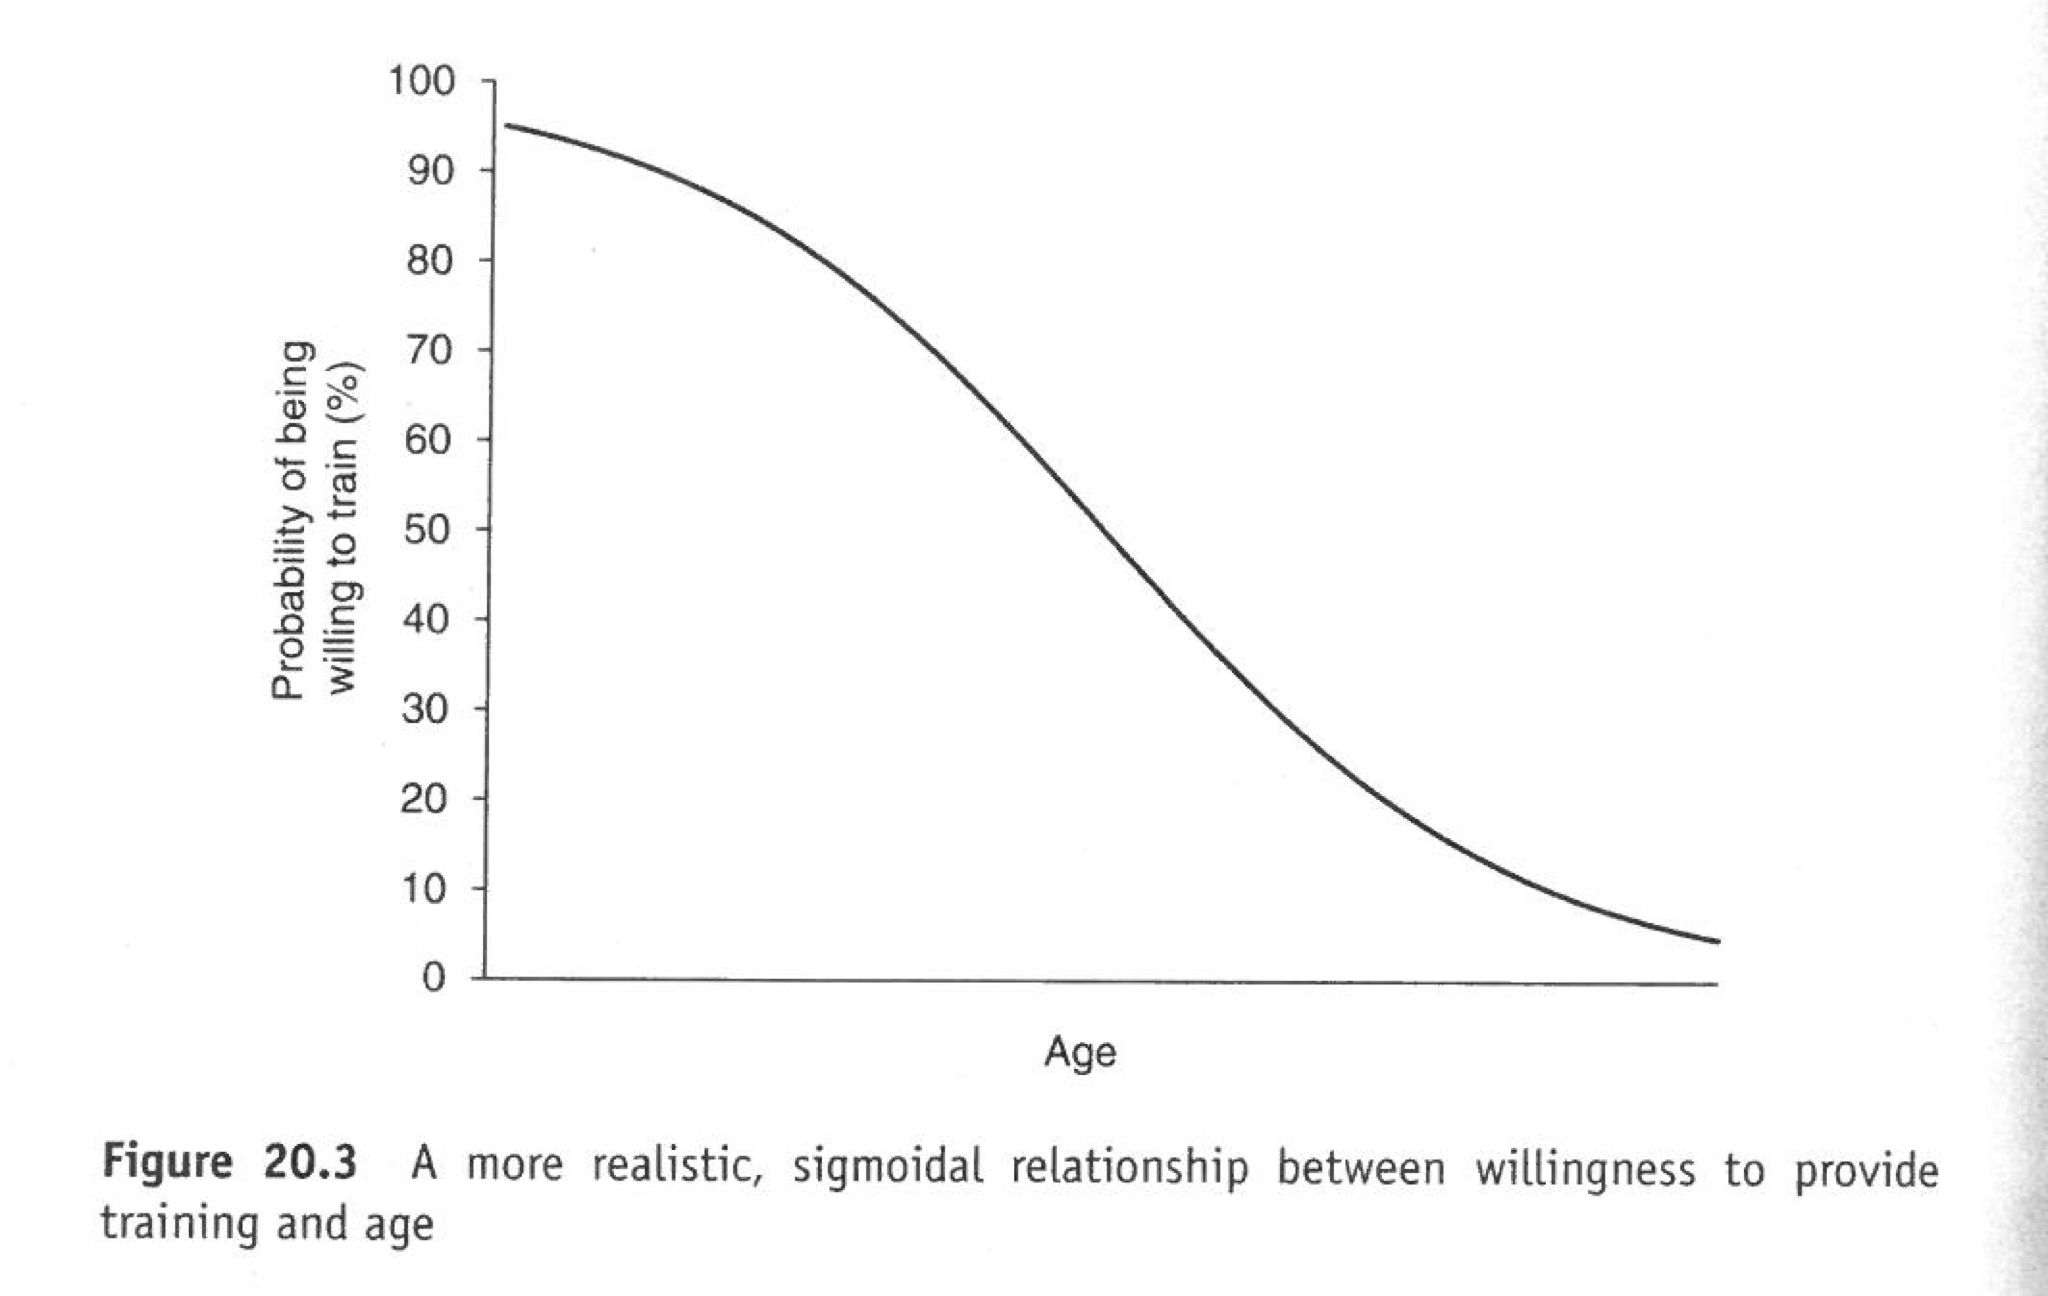 100
90
80
70
60
50
40
30
20
10
0
Probability of being
willing to train (%)
Age
Figure 20.3 A more realistic, sigmoidal relationship between willingness to provide
training and age